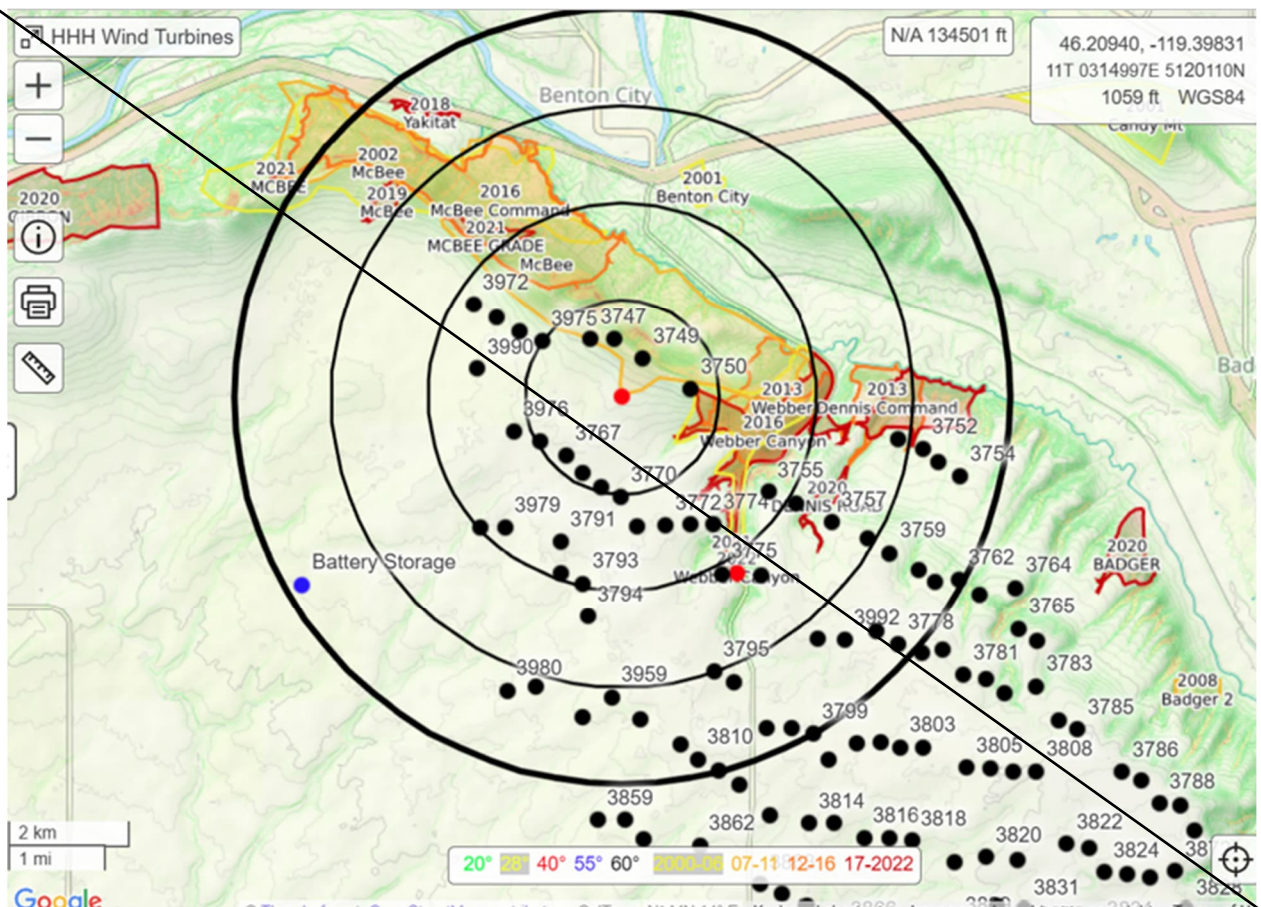 HHH Wind Turbines
N/A 134501 ft
46.20940, -119.39831
11T 0314997E 5120110N
1059 ft WGS84
Candy Mt
Benton City
2018
Yakitat
2002
McBee
2021
MCBEE
2019
McBee
2020
2016
McBee Command
2001
Benton City
2021
MCBEE GRADE
McBee
3972
3975 3747
3749
3990
3750
Bad
2013
Webber
2013
Dennis Command
2016
Webber Canyon
3976
3767
3752
3754
3770
3755
2020
3757
3772 3774
3979
3791
3759
3775
3793
3762
3764
2020
BADGER
Battery Storage
3794
3765
3992
3778
3795
3781
3783
3980
3959
2008
Badger 2
3785
3799
3803
3810
3805
3808
3786
3788
3859
3814
3816 3818
3862
3820
3822
3824
3831
2 km
1 mi
20° 28° 40° 55° 60° 2000-06 07-11 12-16 17-2022
Google